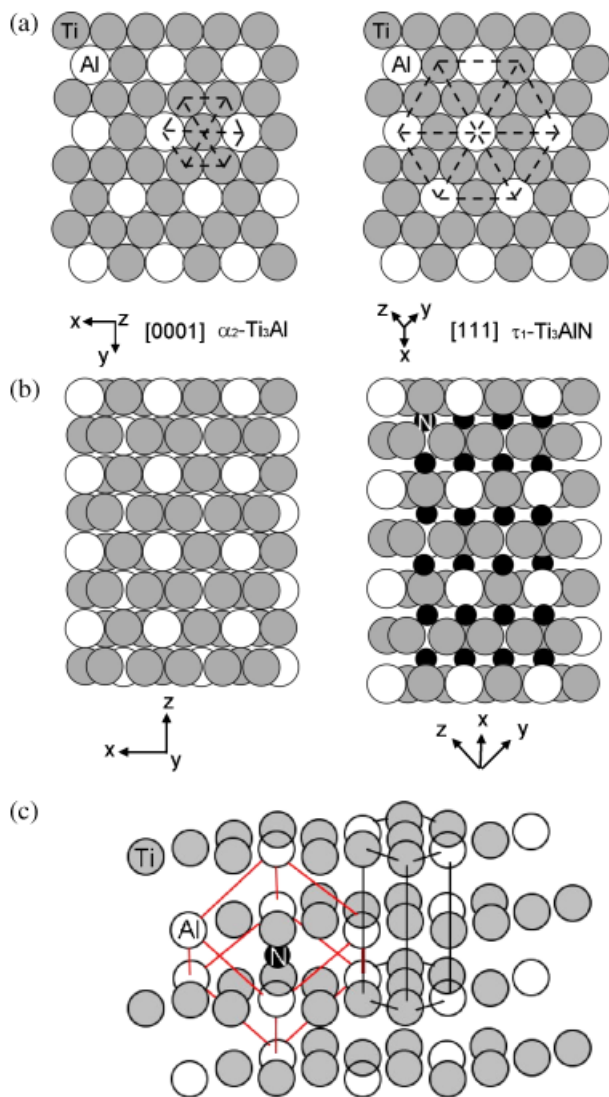 (a)
Ti
Al
Ti
Al
x z y [0001] α₂-Ti₃Al
z y x [111] τ₁-Ti₃AlN
(b)
N
z
x y
x
z y
(c)
Ti
Al
N